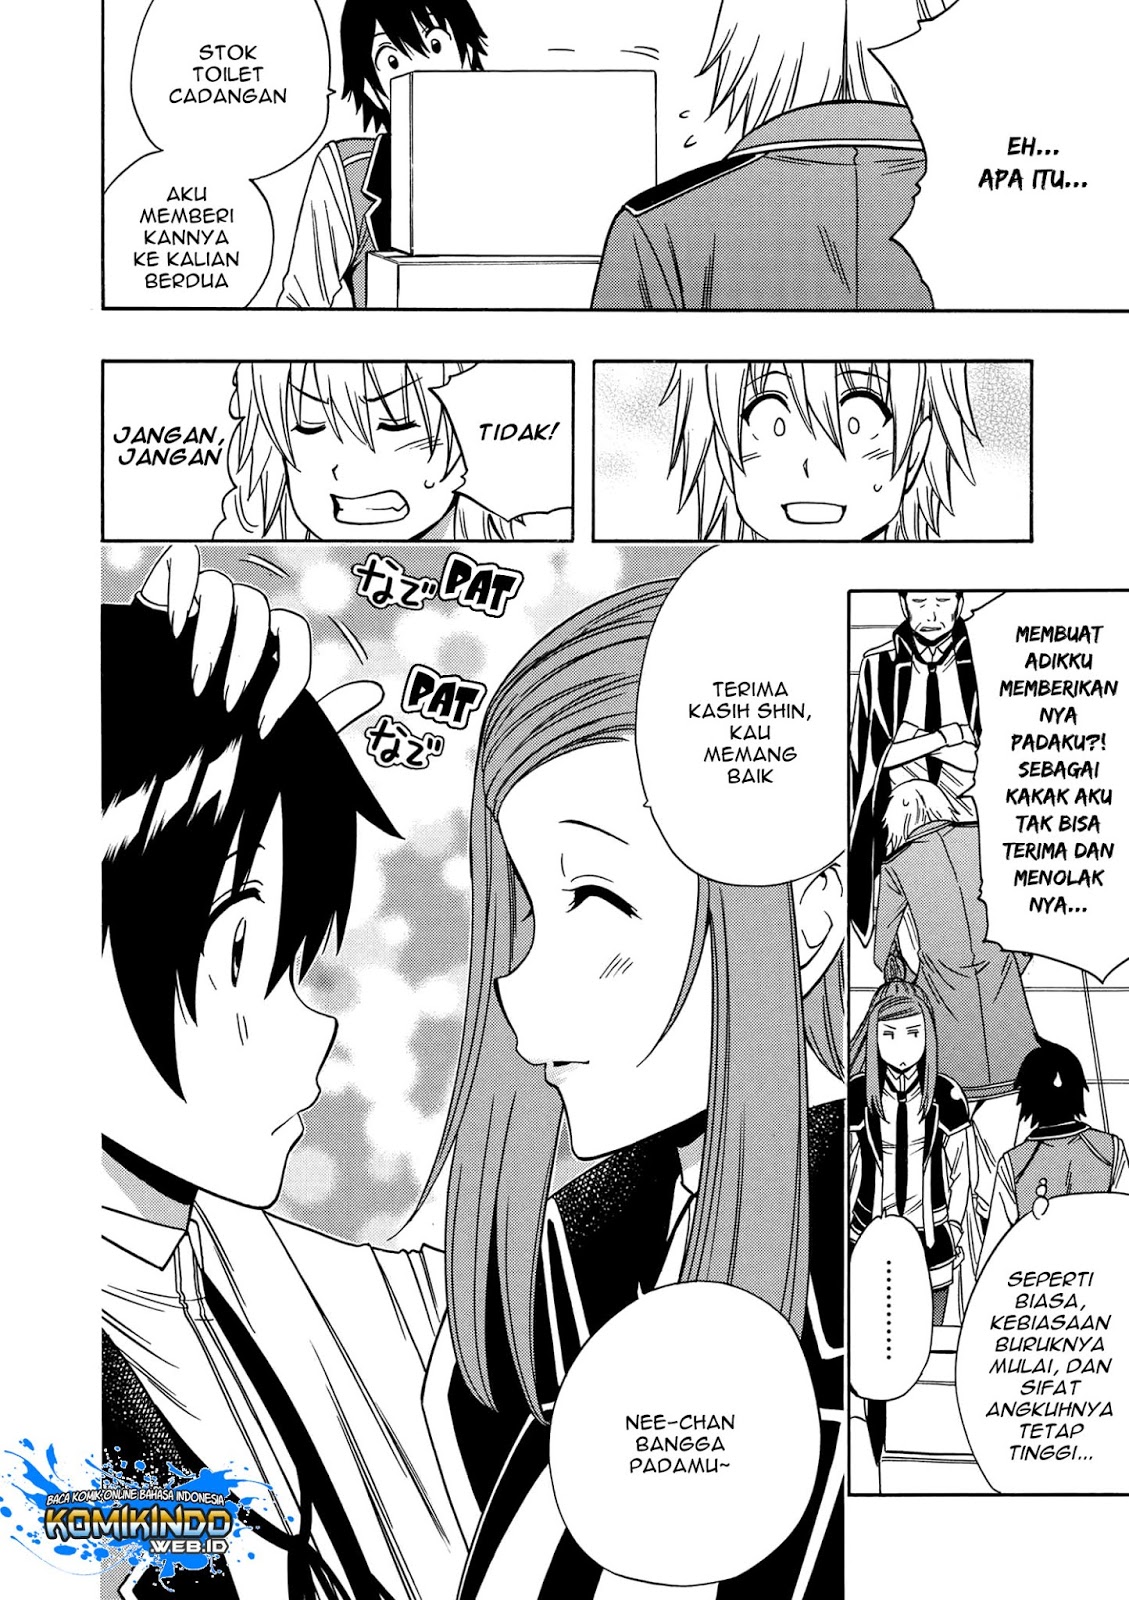 EH...
APA ITU...
STOK
TOILET
CADANGAN
AKU
MEMBERI
KANNYA
KE KALIAN
BERDUA
TIDAK!
JANGAN,
JANGAN
MEMBUAT
ADIKKU
MEMBERIKAN
NYA
PADAKU?!
SEBAGAI
KAKAK AKU
TAK BISA
TERIMA DAN
MENOLAK
NYA...
.........
SEPERTI
BIASA,
KEBIASAAN
BURUKNYA
MULAI, DAN
SIFAT
ANGKUHNYA
TETAP
TINGGI...
なで PAT
PAT
なで
TERIMA
KASIH SHIN,
KAU
MEMANG
BAIK
NEE-CHAN
BANGGA
PADAMU~
BACA KOMIK ONLINE BAHASA INDONESIA
KOMIKINDO
.WEB.ID